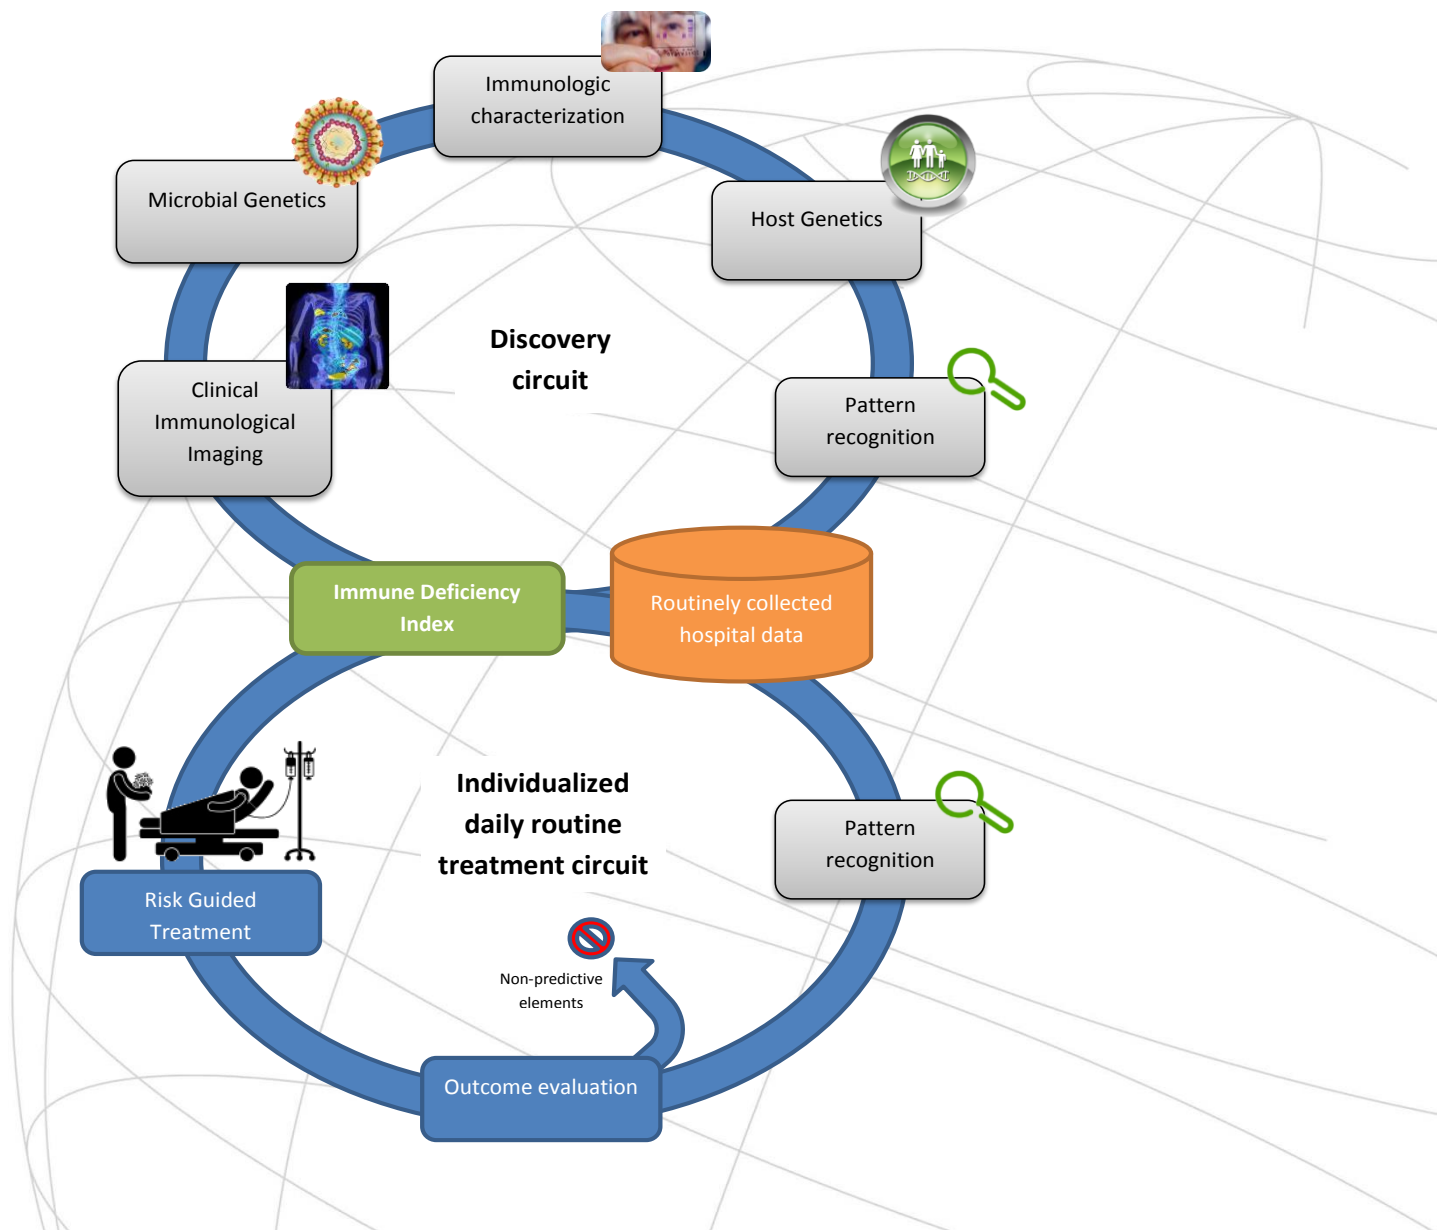 Immunologic
characterization
Microbial Genetics
Host Genetics
Discovery
circuit
Clinical
Immunological
Imaging
Pattern
recognition
Immune Deficiency
Index
Routinely collected
hospital data
Individualized
daily routine
treatment circuit
Pattern
recognition
Risk Guided
Treatment
Non-predictive
elements
Outcome evaluation